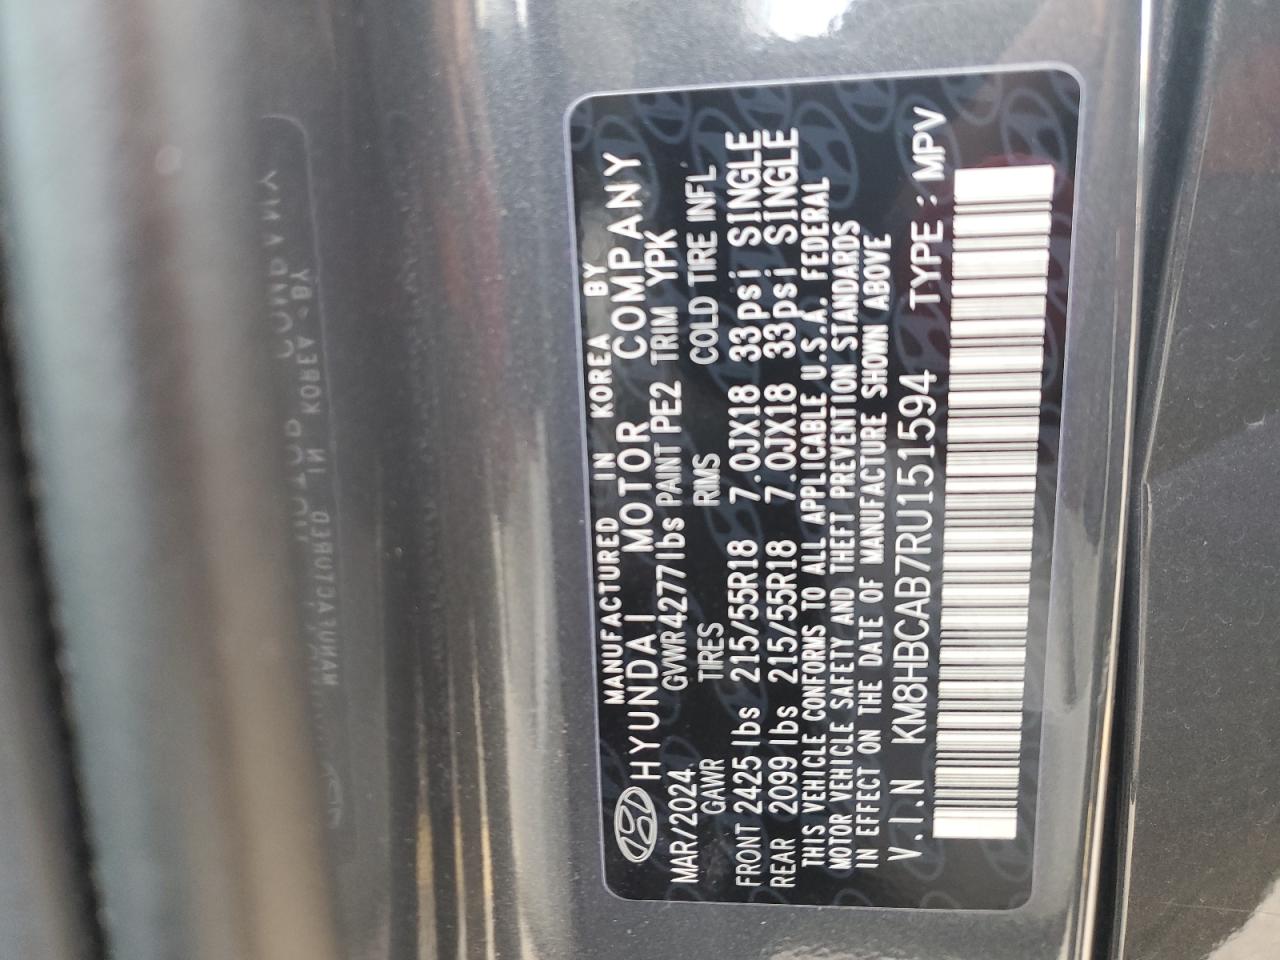 MANUFACTURED IN KOREA BY
HYUNDAI MOTOR COMPANY
MAR/2024 GVWR 4277lbs PAINT PE2 TRIM YPK
GAWR TIRES RIMS COLD TIRE INFL
FRONT 2425 lbs 215/55R18 7.0JX18 33psi SINGLE
REAR 2099 lbs 215/55R18 7.0JX18 33psi SINGLE
THIS VEHICLE CONFORMS TO ALL APPLICABLE U.S.A. FEDERAL
MOTOR VEHICLE SAFETY AND THEFT PREVENTION STANDARDS
IN EFFECT ON THE DATE OF MANUFACTURE SHOWN ABOVE
V.I.N KM8HBCAB7RU151594 TYPE : MPV